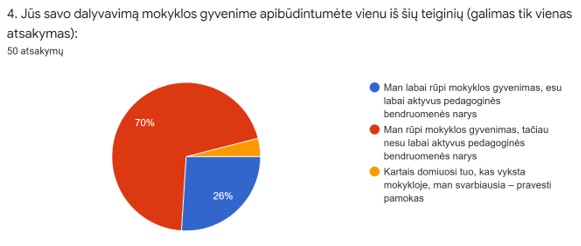 4. Jūs savo dalyvavimą mokyklos gyvenime apibūdintumėte vienu iš šių teiginių (galimas tik vienas
atsakymas):
50 atsakymų
70%
26%
Man labai rūpi mokyklos gyvenimas, esu
labai aktyvus pedagoginės
bendruomenės narys
Man rūpi mokyklos gyvenimas, tačiau
nesu labai aktyvus pedagoginės
bendruomenės narys
Kartais domiuosi tuo, kas vyksta
mokykloje, man svarbiausia – pravesti
pamokas